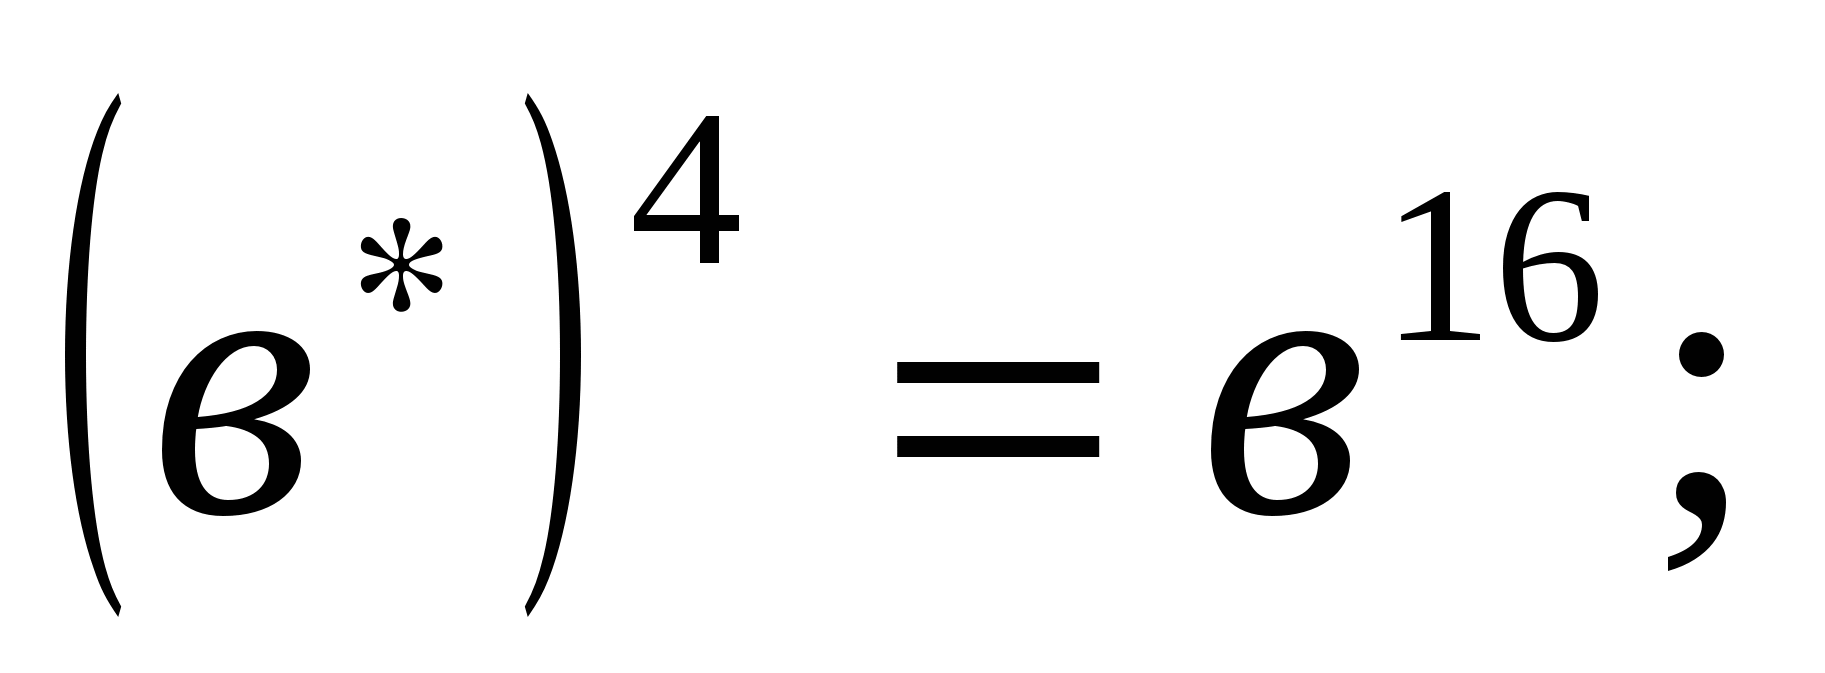 (в*)⁴ = в¹⁶;